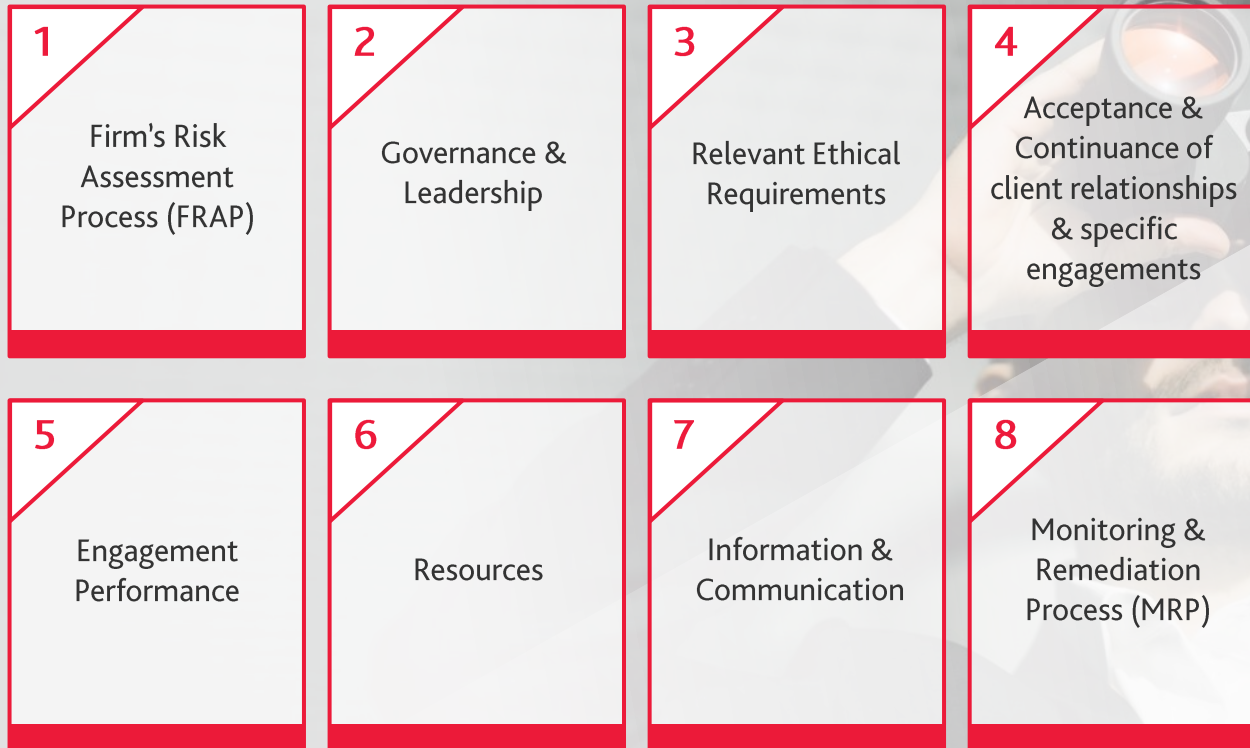 1
Firm's Risk
Assessment
Process (FRAP)
2
Governance &
Leadership
3
Relevant Ethical
Requirements
4
Acceptance &
Continuance of
client relationships
& specific
engagements
5
Engagement
Performance
6
Resources
7
Information &
Communication
8
Monitoring &
Remediation
Process (MRP)